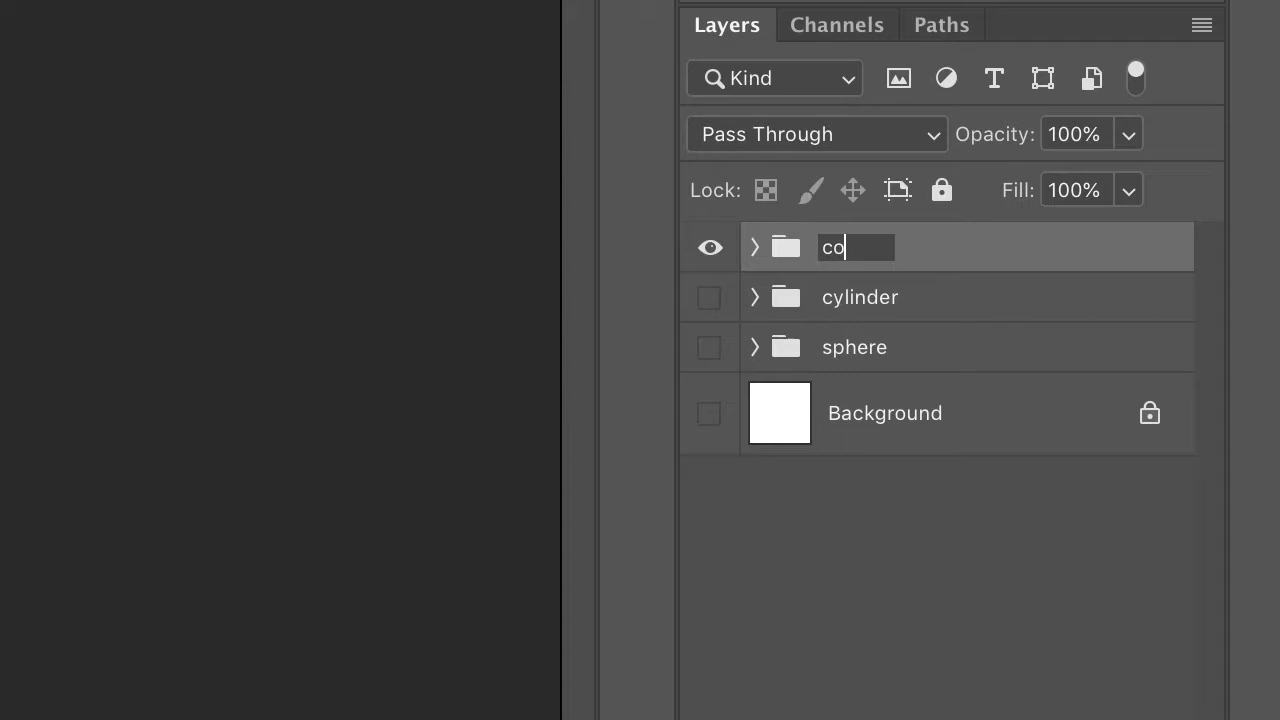 Layers Channels Paths
Kind
Pass Through Opacity: 100%
Lock: Fill: 100%
co
cylinder
sphere
Background